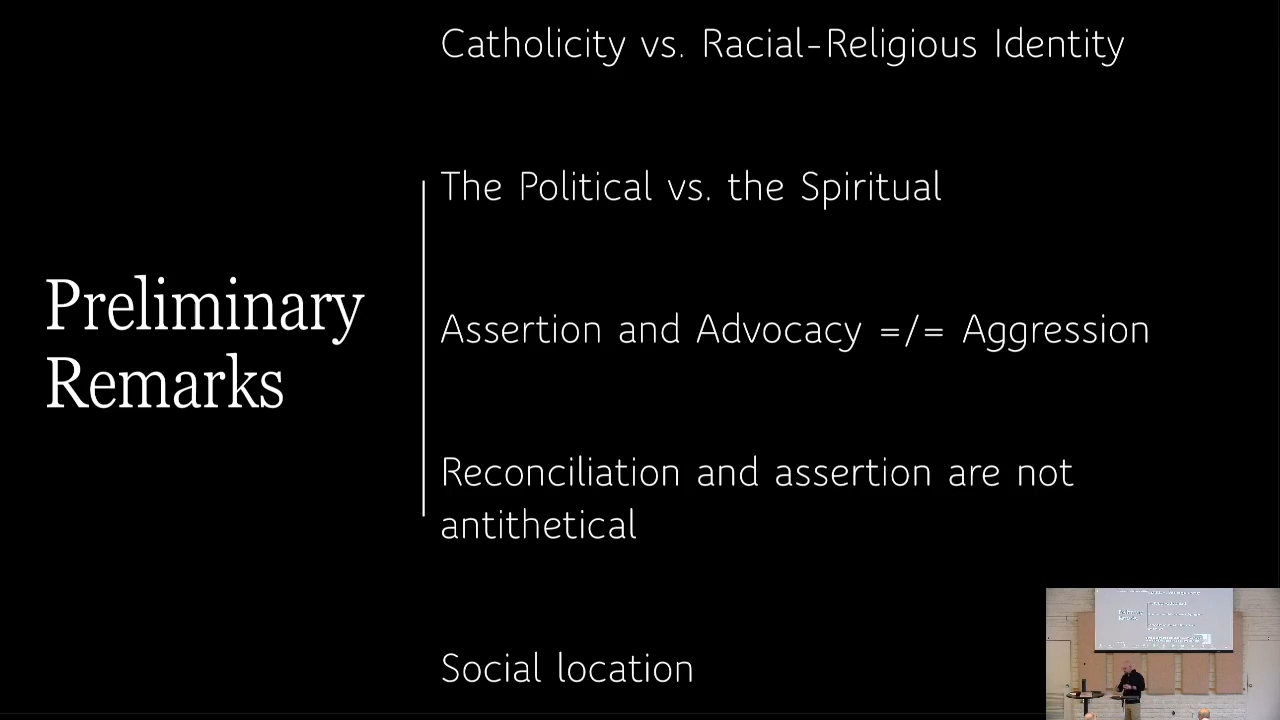 Catholicity vs. Racial-Religious Identity
The Political vs. the Spiritual
Preliminary
Remarks
Assertion and Advocacy =/= Aggression
Reconciliation and assertion are not
antithetical
Social location